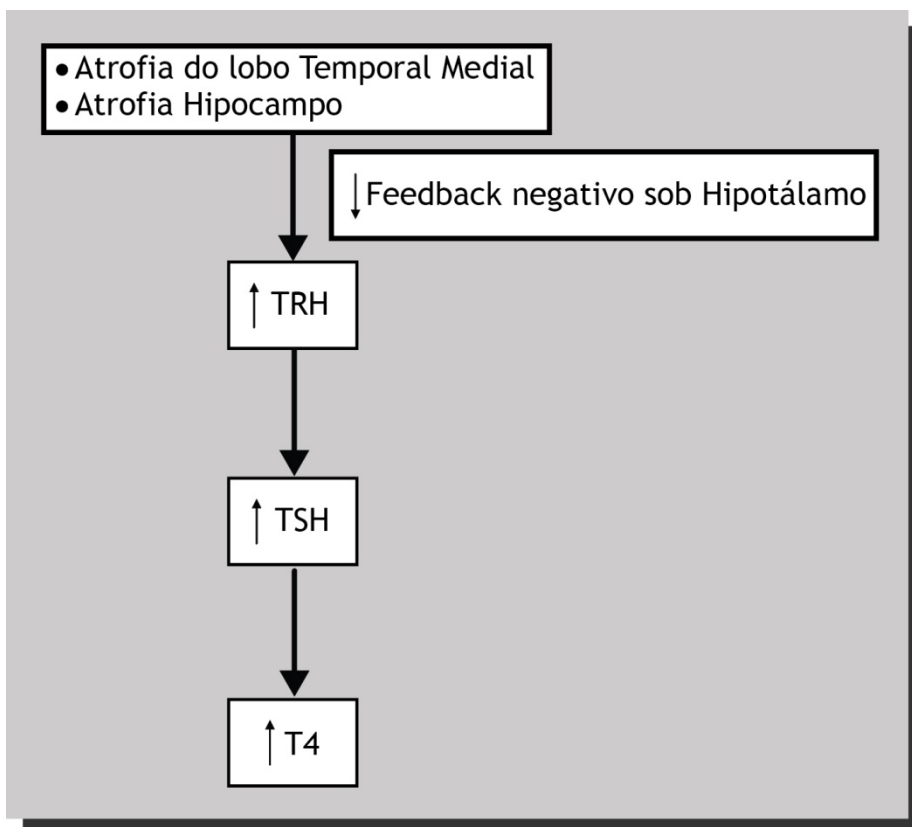 • Atrofia do lobo Temporal Medial
• Atrofia Hipocampo
↓ Feedback negativo sob Hipotálamo
↑ TRH
↑ TSH
↑ T4